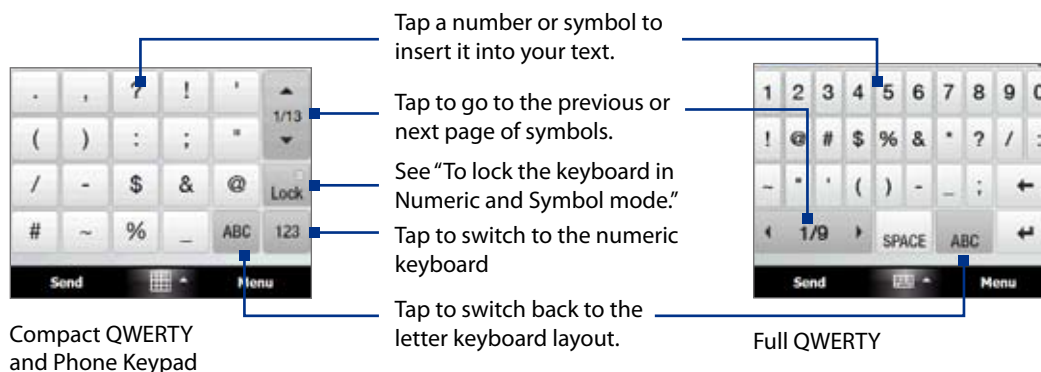 Tap a number or symbol to
insert it into your text.
Tap to go to the previous or
next page of symbols.
See “To lock the keyboard in
Numeric and Symbol mode.”
Tap to switch to the numeric
keyboard
Tap to switch back to the
letter keyboard layout.
. , ? ! ' 1/13
( ) : ; "
/ - $ & @ Lock
# ~ % _ ABC 123
Send Menu
Compact QWERTY
and Phone Keypad
1 2 3 4 5 6 7 8 9 0
! @ # $ % & * ? / :
~ " ' ( ) - _ ; ←
1/9 SPACE ABC ↵
Send Menu
Full QWERTY